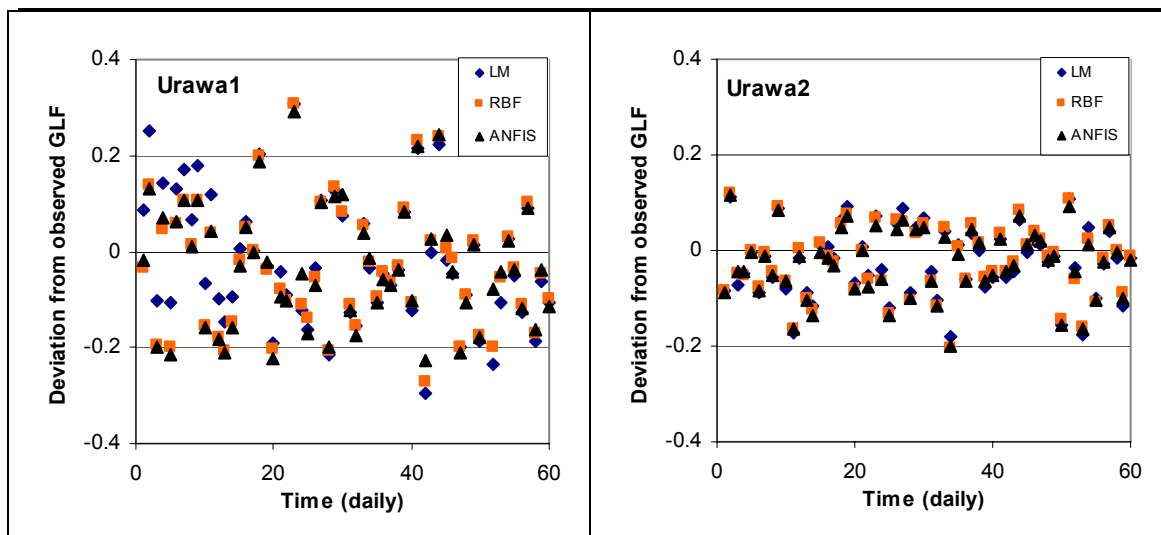 Urawa1
LM
RBF
ANFIS
Deviation from observed GLF
0.4
0.2
0
-0.2
-0.4
0
20
40
60
Time (daily)
Urawa2
LM
RBF
ANFIS
Deviation from observed GLF
0.4
0.2
0
-0.2
-0.4
0
20
40
60
Time (daily)